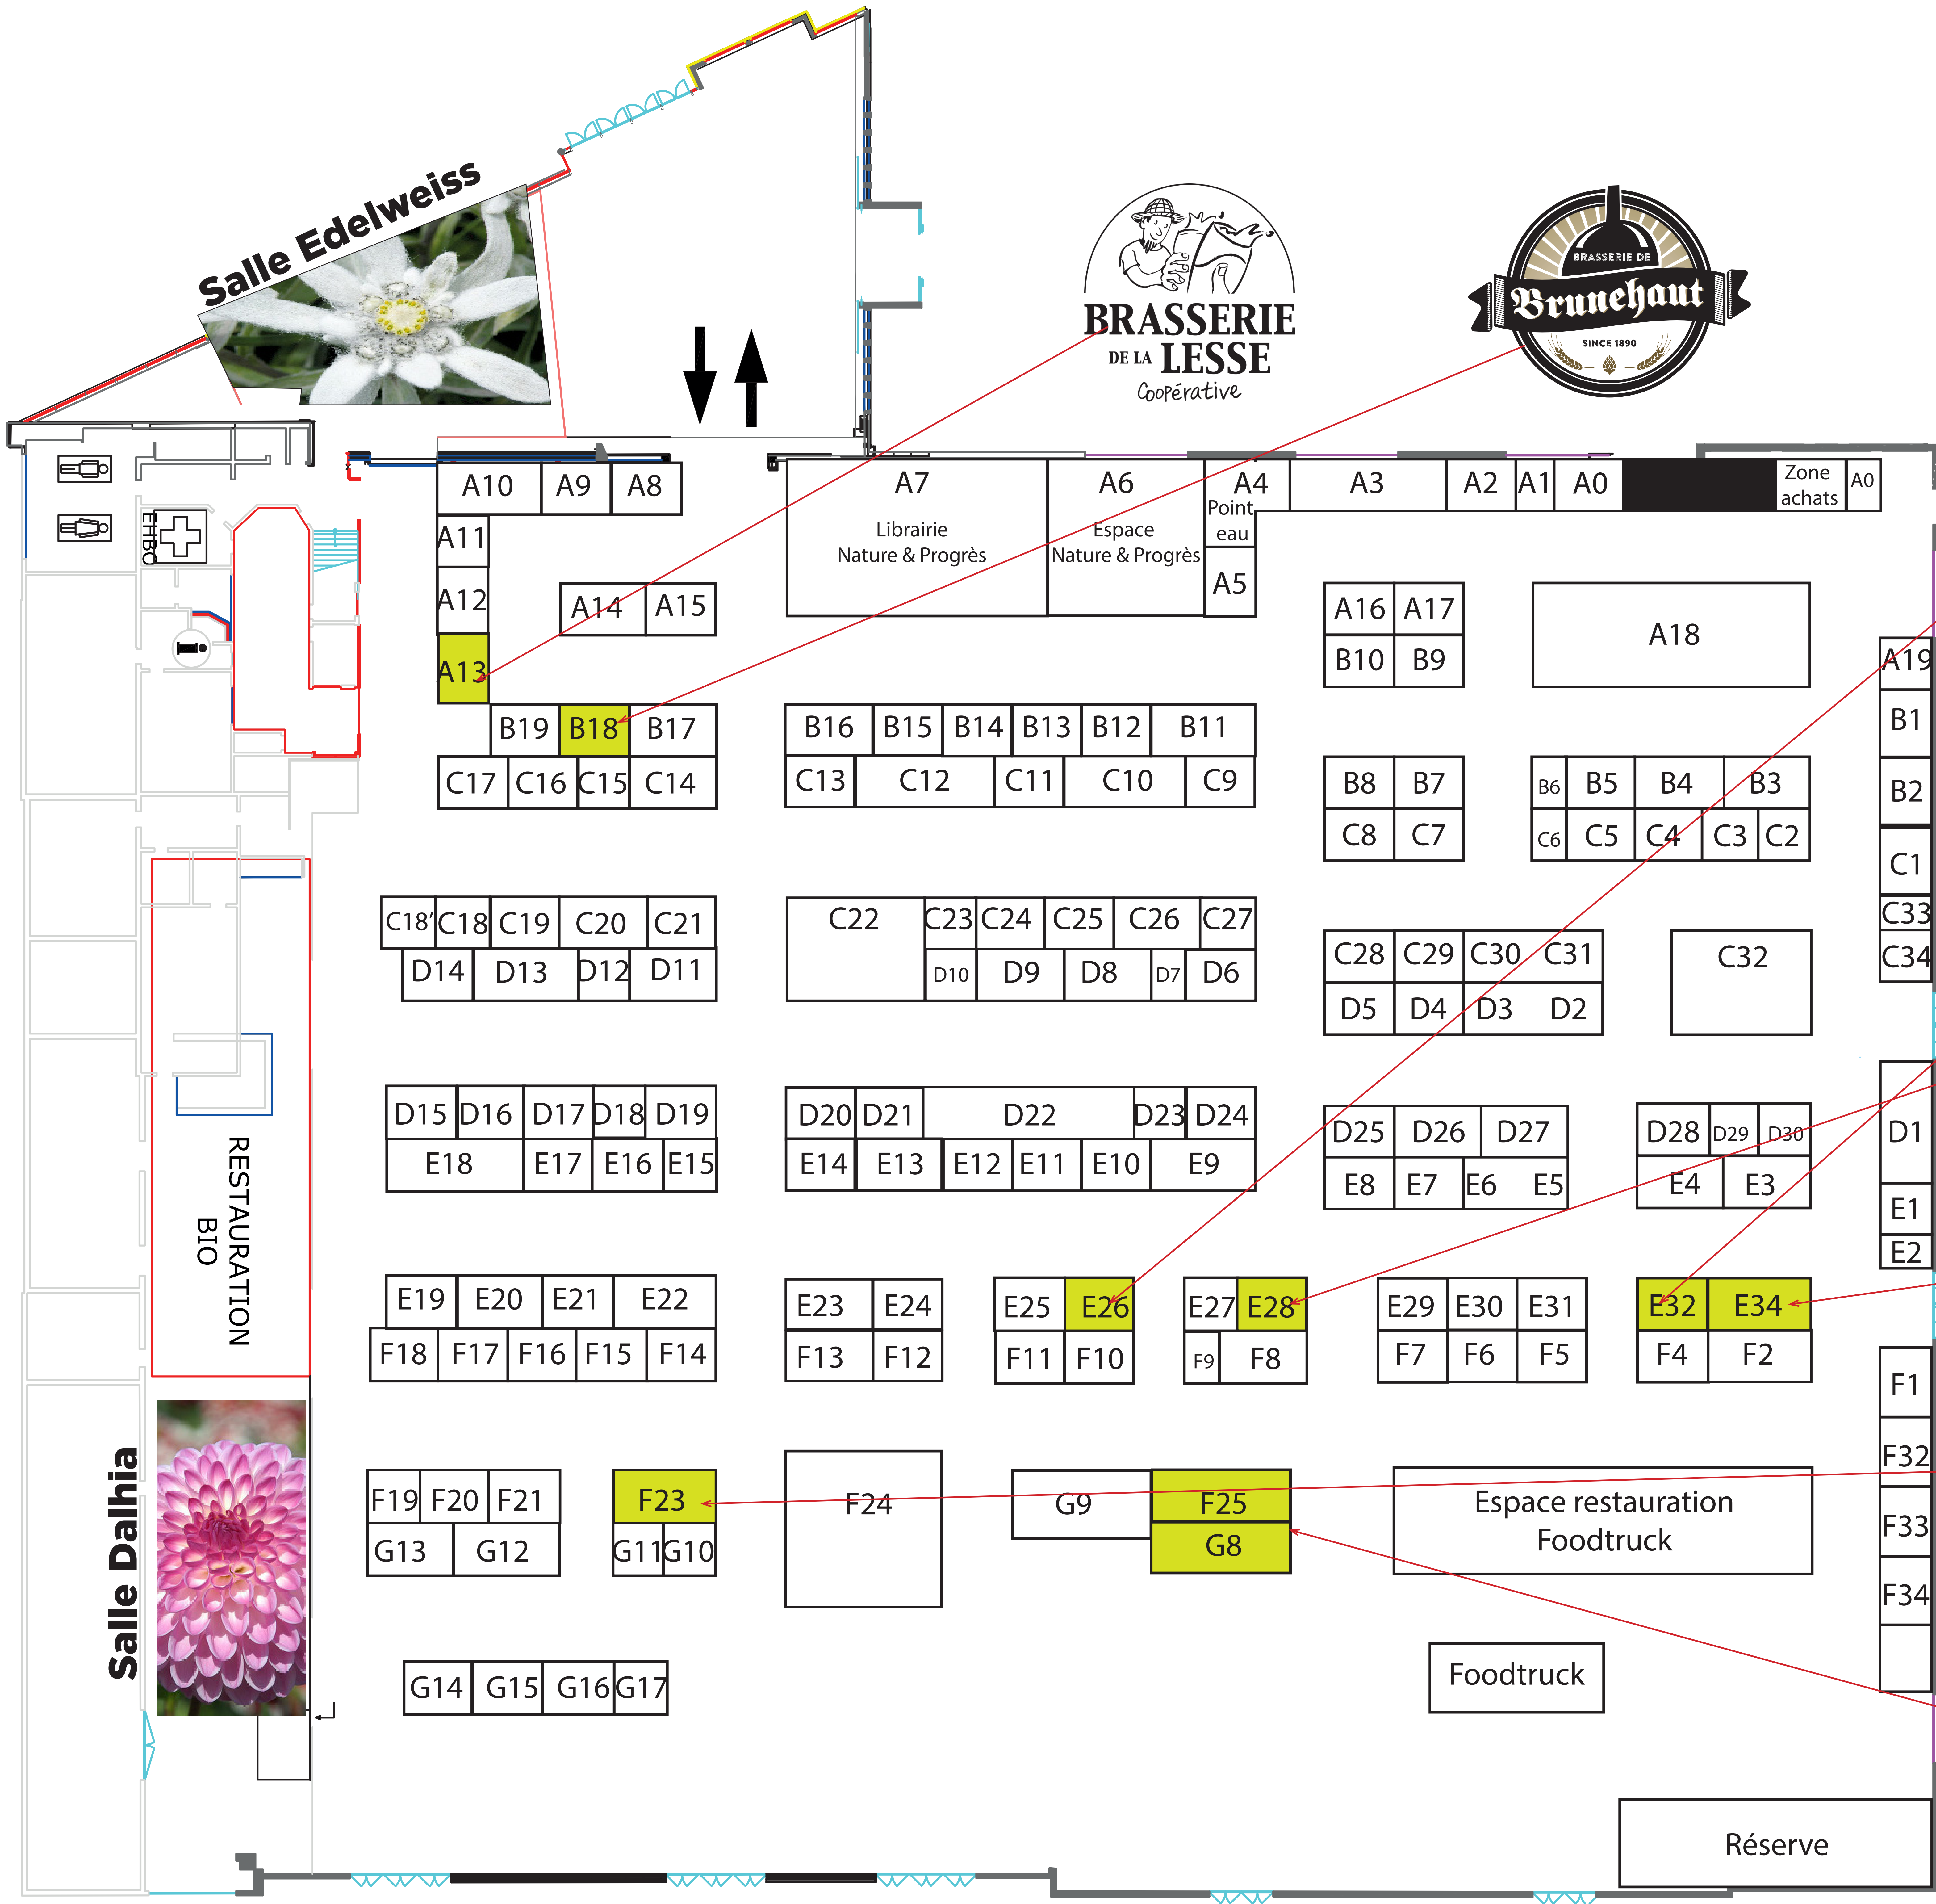 Salle Edelweiss
BRASSERIE
DE LA LESSE
Coopérative
BRASSERIE DE
Brunehaut
SINCE 1890
EHBO
A10 A9 A8
A7
Librairie
Nature & Progrès
A6
Espace
Nature & Progrès
A4
Point
eau
A5
A3 A2 A1 A0
Zone
achats
A0
A11
A12
A13
A14 A15
A16 A17
B10 B9
A18
A19
B1
B2
C1
C33
C34
B19 B18 B17
C17 C16 C15 C14
B16 B15 B14 B13 B12 B11
C13 C12 C11 C10 C9
B8 B7
C8 C7
B6 B5 B4 B3
C6 C5 C4 C3 C2
C18' C18 C19 C20 C21
D14 D13 D12 D11
C22 C23 C24 C25 C26 C27
D10 D9 D8 D7 D6
C28 C29 C30 C31
D5 D4 D3 D2
C32
D15 D16 D17 D18 D19
E18 E17 E16 E15
D20 D21 D22 D23 D24
E14 E13 E12 E11 E10 E9
D25 D26 D27
E8 E7 E6 E5
D28 D29 D30
E4 E3
D1
E1
E2
RESTAURATION
BIO
E19 E20 E21 E22
F18 F17 F16 F15 F14
E23 E24
F13 F12
E25 E26
F11 F10
E27 E28
F9 F8
E29 E30 E31
F7 F6 F5
E32 E34
F4 F2
F1
F32
F33
F34
Salle Dalhia
F19 F20 F21
G13 G12
F23
G11 G10
F24
G9
F25
G8
Espace restauration
Foodtruck
G14 G15 G16 G17
Foodtruck
Réserve